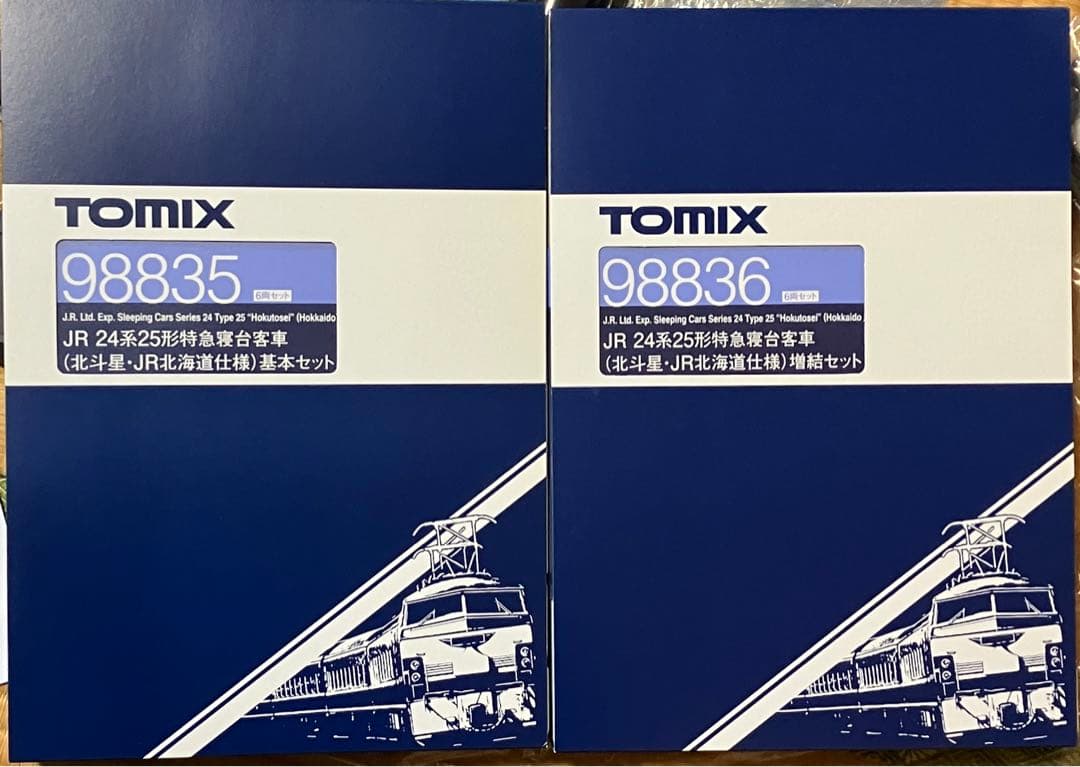 TOMIX
98835 6両セット
J.R. Ltd. Exp. Sleeping Cars Series 24 Type 25 "Hokutosei" (Hokkaido
JR 24系25形特急寝台客車
(北斗星・JR北海道仕様)基本セット
TOMIX
98836 6両セット
J.R. Ltd. Exp. Sleeping Cars Series 24 Type 25 "Hokutosei" (Hokkaido
JR 24系25形特急寝台客車
(北斗星・JR北海道仕様)増結セット